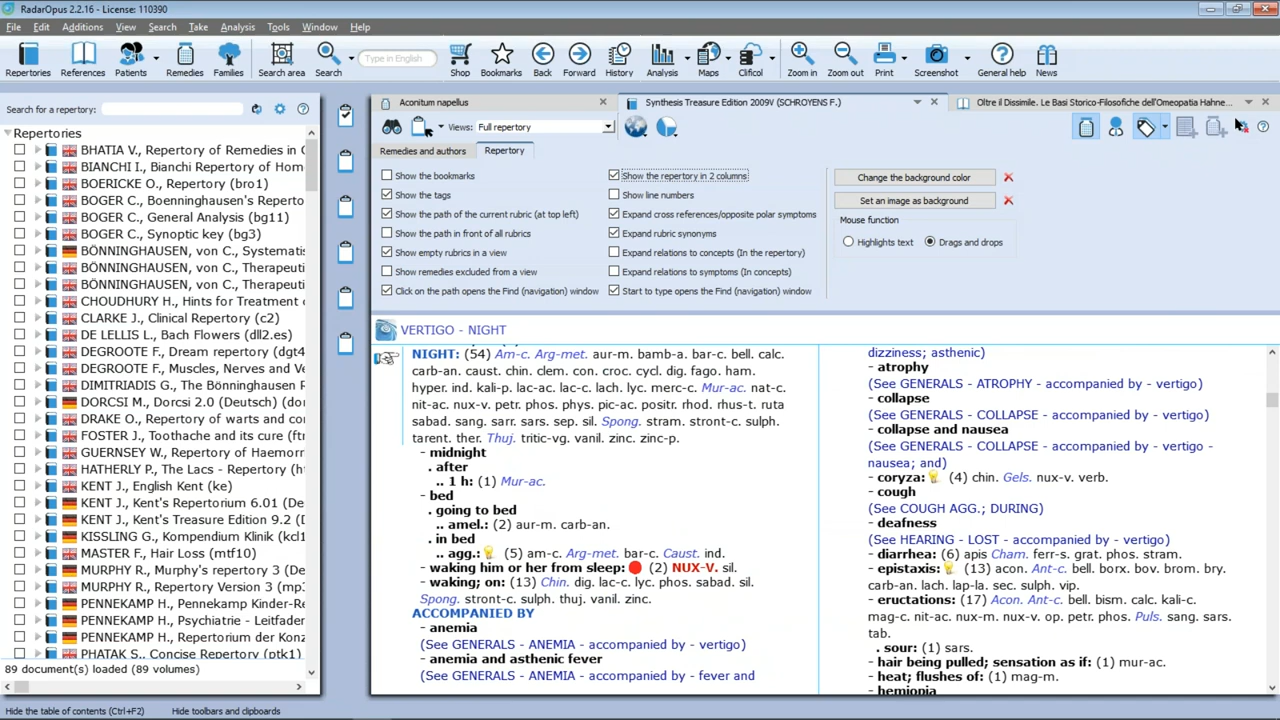 RadarOpus 2.2.16 - License: 110390
File Edit Additions View Search Take Analysis Tools Window Help
Repertories References Patients Remedies Families Search area Search Type in English Shop Bookmarks Back Forward History Analysis Maps Clificol Zoom in Zoom out Print Screenshot General help News
Search for a repertory:
Repertories
BHATIA V., Repertory of Remedies in C
BIANCHI I., Bianchi Repertory of Hom
BOERICKE O., Repertory (bro1)
BOGER C., Boenninghausen's Reperto
BOGER C., General Analysis (bg11)
BOGER C., Synoptic key (bg3)
BÖNNINGHAUSEN, von C., Systematis
BÖNNINGHAUSEN, von C., Therapeuti
BÖNNINGHAUSEN, von C., Therapeuti
CHOUDHURY H., Hints for Treatment o
CLARKE J., Clinical Repertory (c2)
DE LELLIS L., Bach Flowers (dll2.es)
DEGROOTE F., Dream repertory (dgt4
DEGROOTE F., Muscles, Nerves and
DIMITRIADIS G., The Bönninghausen R
DORCSI M., Dorcsi 2.0 (Deutsch) (do
DRAKE O., Repertory of warts and co
FOSTER J., Toothache and its cure (ft
GUERNSEY W., Repertory of Haemorr
HATHERLY P., The Lacs - Repertory (h
KENT J., English Kent (ke)
KENT J., Kent's Repertorium 6.01 (De
KENT J., Kent's Treasure Edition 9.2 (D
KISSLING G., Kompendium Klinik (kcl1
MASTER F., Hair Loss (mtf10)
MURPHY R., Murphy's repertory 3 (De
MURPHY R., Repertory Version 3 (mp
PENNEKAMP H., Pennekamp Kinder-Re
PENNEKAMP H., Psychiatrie - Leitfaden
PENNEKAMP H., Repertorium der Konz
PHATAK S., Concise Repertory (ptk1)
89 document(s) loaded (89 volumes)
Hide the table of contents (Ctrl+F2) Hide toolbars and clipboards
Aconitum napellus
Synthesis Treasure Edition 2009V (SCHROYENS F.)
Oltre il Dissimile. Le Basi Storico-Filosofiche dell'Omeopatia Hahne...
Views: Full repertory
Remedies and authors Repertory
Show the bookmarks
Show the tags
Show the path of the current rubric (at top left)
Show the path in front of all rubrics
Show empty rubrics in a view
Show remedies excluded from a view
Click on the path opens the Find (navigation) window
Show the repertory in 2 columns
Show line numbers
Expand cross references/opposite polar symptoms
Expand rubric synonyms
Expand relations to concepts (In the repertory)
Expand relations to symptoms (In concepts)
Start to type opens the Find (navigation) window
Change the background color
Set an image as background
Mouse function
Highlights text Drags and drops
VERTIGO - NIGHT
NIGHT: (54) Am-c. Arg-met. aur-m. bamb-a. bar-c. bell. calc.
carb-an. caust. chin. clem. con. croc. cycl. dig. fago. ham.
hyper. ind. kali-p. lac-ac. lac-c. lach. lyc. merc-c. Mur-ac. nat-c.
nit-ac. nux-v. petr. phos. phys. pic-ac. positr. rhod. rhus-t. ruta
sabad. sang. sarr. sars. sep. sil. Spong. stram. stront-c. sulph.
tarent. ther. Thuj. tritic-vg. vanil. zinc. zinc-p.
- midnight
. after
.. 1 h: (1) Mur-ac.
- bed
. going to bed
.. amel.: (2) aur-m. carb-an.
. in bed
.. agg.: (5) am-c. Arg-met. bar-c. Caust. ind.
- waking him or her from sleep: (2) NUX-V. sil.
- waking; on: (13) Chin. dig. lac-c. lyc. phos. sabad. sil.
Spong. stront-c. sulph. thuj. vanil. zinc.
ACCOMPANIED BY
- anemia
(See GENERALS - ANEMIA - accompanied by - vertigo)
- anemia and asthenic fever
(See GENERALS - ANEMIA - accompanied by - fever and
dizziness; asthenic)
- atrophy
(See GENERALS - ATROPHY - accompanied by - vertigo)
- collapse
(See GENERALS - COLLAPSE - accompanied by - vertigo)
- collapse and nausea
(See GENERALS - COLLAPSE - accompanied by - vertigo -
nausea; and)
- coryza: (4) chin. Gels. nux-v. verb.
- cough
(See COUGH AGG.; DURING)
- deafness
(See HEARING - LOST - accompanied by - vertigo)
- diarrhea: (6) apis Cham. ferr-s. grat. phos. stram.
- epistaxis: (13) acon. Ant-c. bell. borx. bov. brom. bry.
carb-an. lach. lap-la. sec. sulph. vip.
- eructations: (17) Acon. Ant-c. bell. bism. calc. kali-c.
mag-c. nit-ac. nux-m. nux-v. op. petr. phos. Puls. sang. sars.
tab.
. sour: (1) sars.
- hair being pulled; sensation as if: (1) mur-ac.
- heat; flushes of: (1) mag-m.
- hemiopia